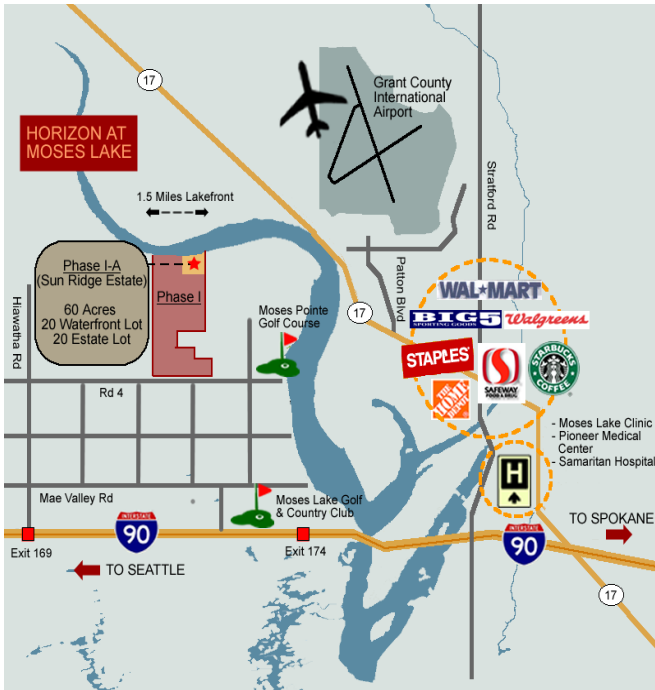 17
Grant County
International
Airport
HORIZON AT
MOSES LAKE
Stratford Rd
1.5 Miles Lakefront
Phase I-A
(Sun Ridge Estate)
60 Acres
20 Waterfront Lot
20 Estate Lot
Phase I
Hiawatha Rd
Patton Blvd
17
Moses Pointe
Golf Course
WAL★MART
BIG 5
SPORTING GOODS
Walgreens
STAPLES
SAFEWAY
FOOD & DRUG
STARBUCKS
COFFEE
THE
HOME
DEPOT
Rd 4
- Moses Lake Clinic
- Pioneer Medical
Center
- Samaritan Hospital
H
Mae Valley Rd
Moses Lake Golf
& Country Club
INTERSTATE
90
INTERSTATE
90
TO SPOKANE
Exit 169
Exit 174
TO SEATTLE
17